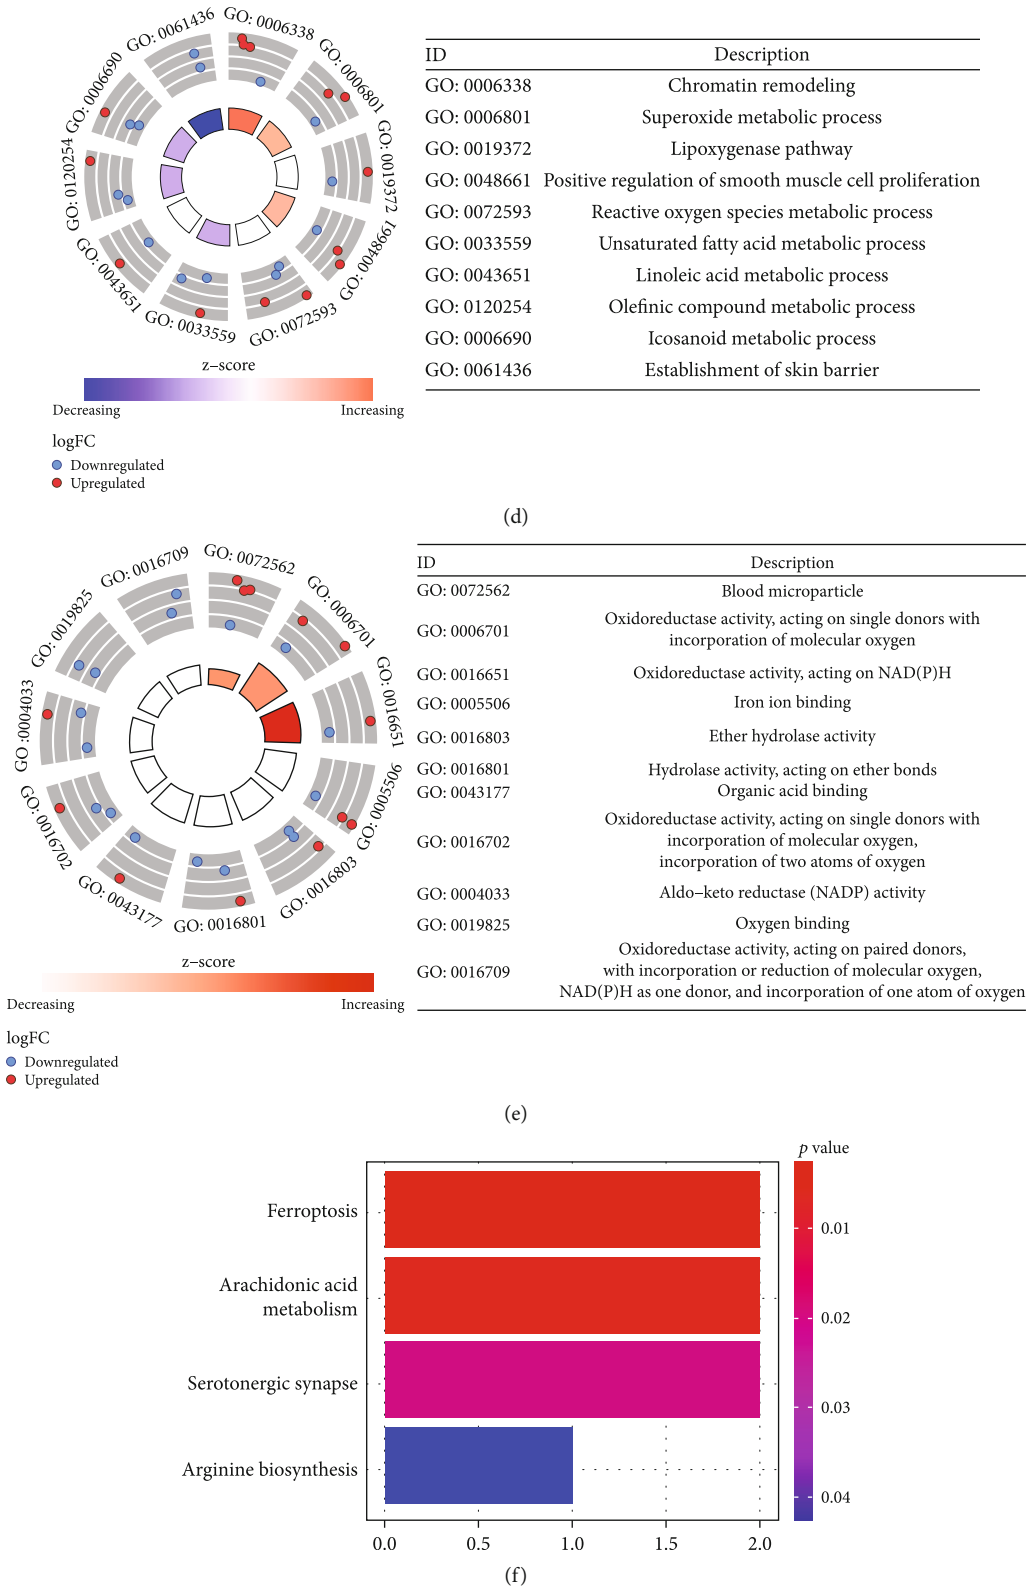 GO: 0061436
GO: 0006338
GO: 0006801
GO: 0019372
GO: 0048661
GO: 0072593
GO: 0033559
GO: 0043651
GO: 0120254
GO: 0006690
z–score
Decreasing
Increasing
logFC
Downregulated
Upregulated
ID Description
GO: 0006338 Chromatin remodeling
GO: 0006801 Superoxide metabolic process
GO: 0019372 Lipoxygenase pathway
GO: 0048661 Positive regulation of smooth muscle cell proliferation
GO: 0072593 Reactive oxygen species metabolic process
GO: 0033559 Unsaturated fatty acid metabolic process
GO: 0043651 Linoleic acid metabolic process
GO: 0120254 Olefinic compound metabolic process
GO: 0006690 Icosanoid metabolic process
GO: 0061436 Establishment of skin barrier
(d)
GO: 0016709
GO: 0072562
GO: 0006701
GO: 0016651
GO: 0005506
GO: 0016803
GO: 0016801
GO: 0043177
GO: 0016702
GO :0004033
GO: 0019825
z–score
Decreasing
Increasing
logFC
Downregulated
Upregulated
ID Description
GO: 0072562 Blood microparticle
GO: 0006701 Oxidoreductase activity, acting on single donors with
incorporation of molecular oxygen
GO: 0016651 Oxidoreductase activity, acting on NAD(P)H
GO: 0005506 Iron ion binding
GO: 0016803 Ether hydrolase activity
GO: 0016801 Hydrolase activity, acting on ether bonds
GO: 0043177 Organic acid binding
GO: 0016702 Oxidoreductase activity, acting on single donors with
incorporation of molecular oxygen,
incorporation of two atoms of oxygen
GO: 0004033 Aldo–keto reductase (NADP) activity
GO: 0019825 Oxygen binding
GO: 0016709 Oxidoreductase activity, acting on paired donors,
with incorporation or reduction of molecular oxygen,
NAD(P)H as one donor, and incorporation of one atom of oxygen
(e)
p value
0.01
0.02
0.03
0.04
Ferroptosis
Arachidonic acid
metabolism
Serotonergic synapse
Arginine biosynthesis
0.0 0.5 1.0 1.5 2.0
(f)